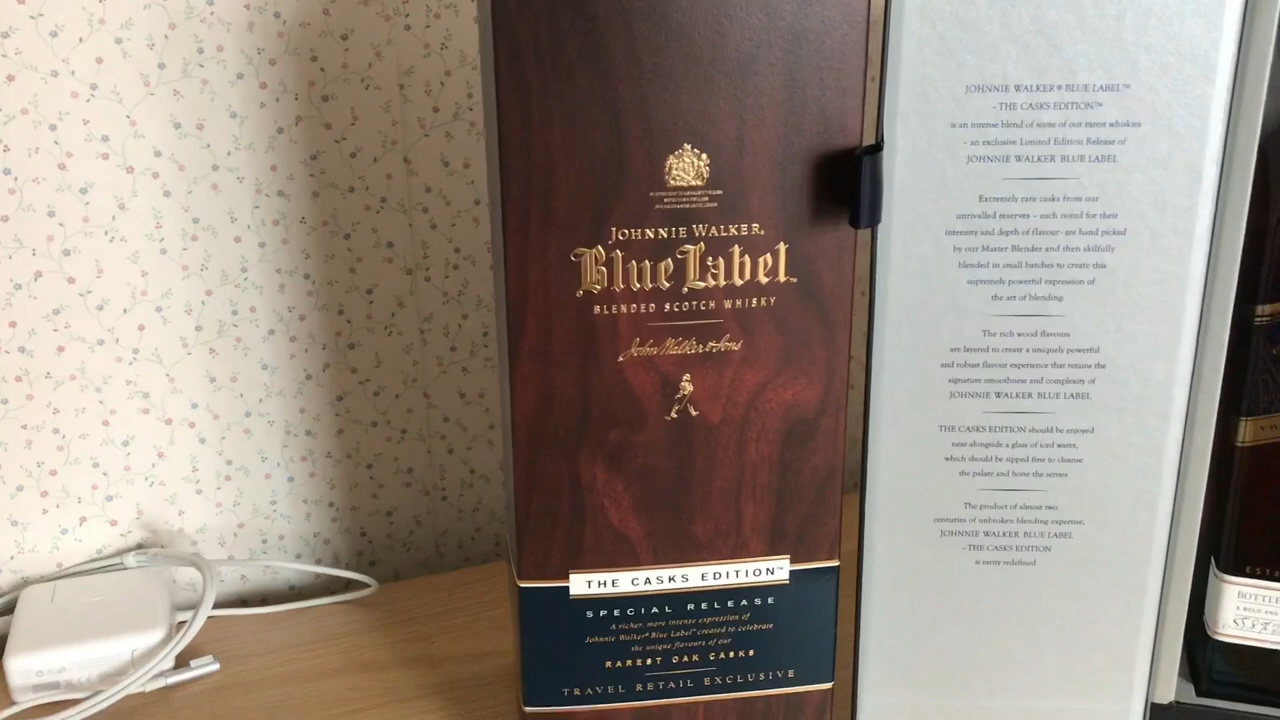 JOHNNIE WALKER.
Blue Label™
BLENDED SCOTCH WHISKY
John Walker & Sons
THE CASKS EDITION™
SPECIAL RELEASE
A richer, more intense expression of
Johnnie Walker® Blue Label™ created to celebrate
the unique flavours of our
RAREST OAK CASKS
TRAVEL RETAIL EXCLUSIVE
JOHNNIE WALKER® BLUE LABEL™
- THE CASKS EDITION™
is an intense blend of some of our rarest whiskies
- an exclusive Limited Edition Release of
JOHNNIE WALKER BLUE LABEL
Extremely rare casks from our
unrivalled reserves - each noted for their
intensity and depth of flavour - are hand picked
by our Master Blender and then skilfully
blended in small batches to create this
supremely powerful expression of
the art of blending
The rich wood flavours
are layered to create a uniquely powerful
and robust flavour experience that retains the
signature smoothness and complexity of
JOHNNIE WALKER BLUE LABEL
THE CASKS EDITION should be enjoyed
near alongside a glass of iced water,
which should be sipped first to cleanse
the palate and hone the senses
The product of almost two
centuries of unbroken blending expertise,
JOHNNIE WALKER BLUE LABEL
- THE CASKS EDITION
is rarity redefined
BOTTLE
A BOLD AND